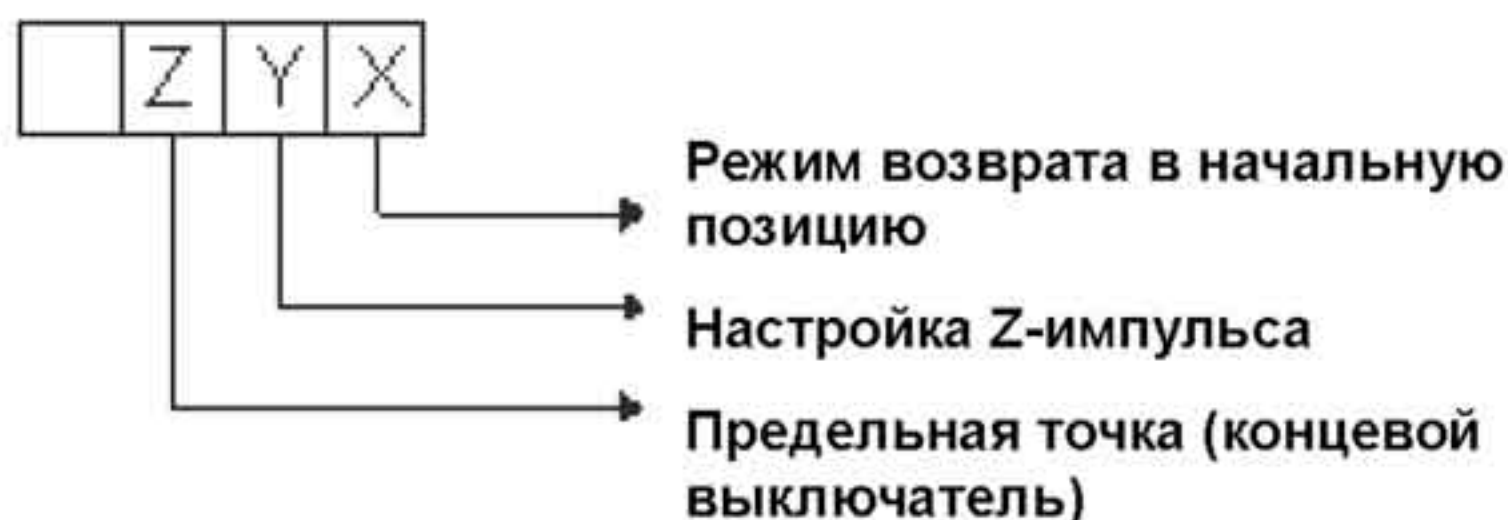 Z Y X
Режим возврата в начальную
позицию
Настройка Z-импульса
Предельная точка (концевой
выключатель)